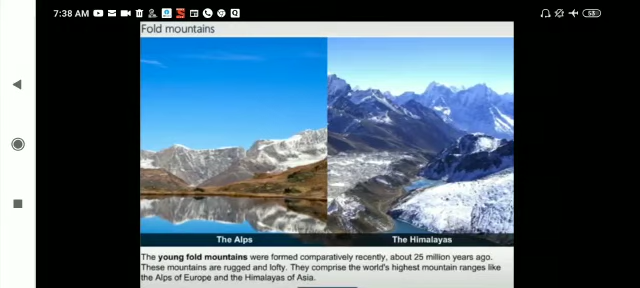 7:38 AM
53
Fold mountains
The Alps
The Himalayas
The young fold mountains were formed comparatively recently, about 25 million years ago.
These mountains are rugged and lofty. They comprise the world's highest mountain ranges like
the Alps of Europe and the Himalayas of Asia.